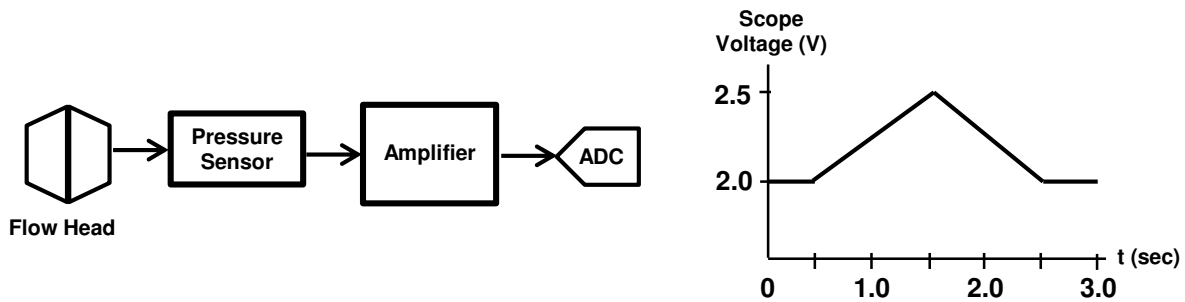 Flow Head
Pressure
Sensor
Amplifier
ADC
Scope
Voltage (V)
2.5
2.0
t (sec)
0
1.0
2.0
3.0